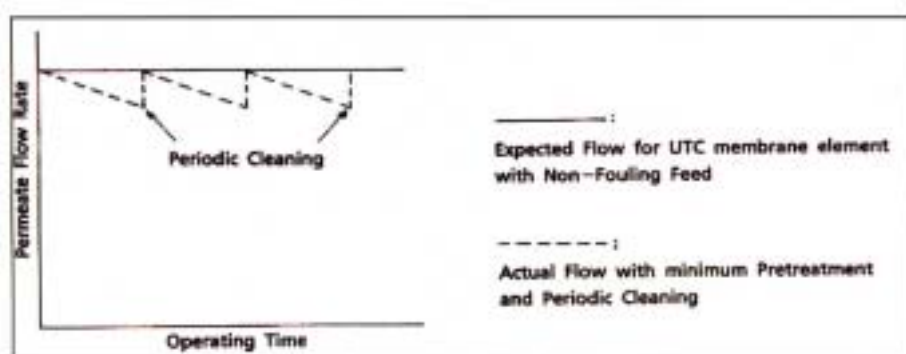 Permeate Flow Rate
Periodic Cleaning
Operating Time
:
Expected Flow for UTC membrane element
with Non-Fouling Feed
:
Actual Flow with minimum Pretreatment
and Periodic Cleaning